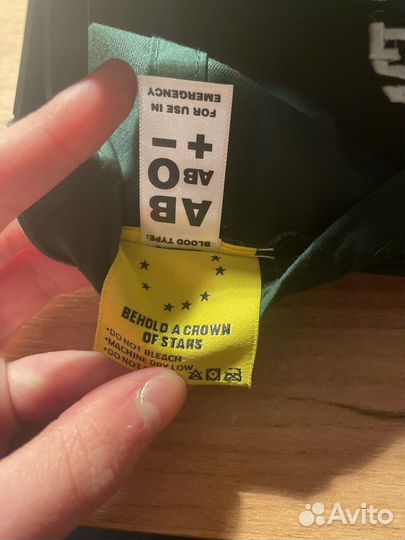 BLOOD TYPE:
AB
AB O
+ −
FOR USE IN
EMERGENCY
BEHOLD A CROWN
OF STARS
•DO NOT BLEACH
•MACHINE DRY LOW
•DO NOT
Avito